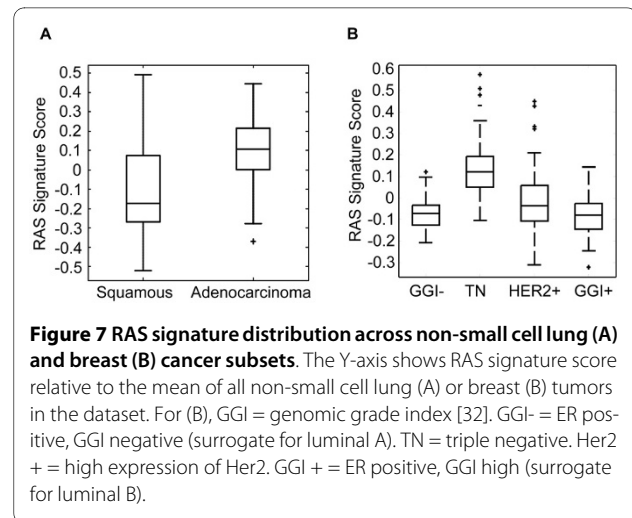 A
B
RAS Signature Score
0.5
0.4
0.3
0.2
0.1
0
-0.1
-0.2
-0.3
-0.4
-0.5
Squamous Adenocarcinoma
RAS Signature Score
0.6
0.5
0.4
0.3
0.2
0.1
0
-0.1
-0.2
-0.3
GGI- TN HER2+ GGI+
Figure 7 RAS signature distribution across non-small cell lung (A)
and breast (B) cancer subsets. The Y-axis shows RAS signature score
relative to the mean of all non-small cell lung (A) or breast (B) tumors
in the dataset. For (B), GGI = genomic grade index [32]. GGI- = ER pos-
itive, GGI negative (surrogate for luminal A). TN = triple negative. Her2
+ = high expression of Her2. GGI + = ER positive, GGI high (surrogate
for luminal B).